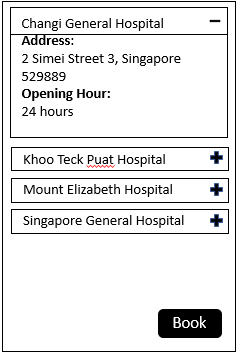 Changi General Hospital
Address:
2 Simei Street 3, Singapore
529889
Opening Hour:
24 hours
Khoo Teck Puat Hospital
Mount Elizabeth Hospital
Singapore General Hospital
Book